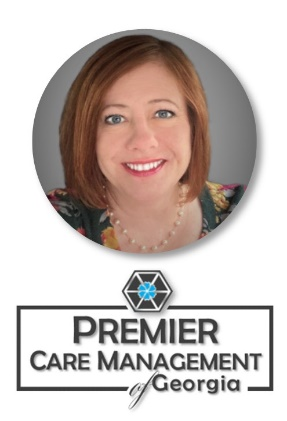 PREMIER
CARE MANAGEMENT
of Georgia